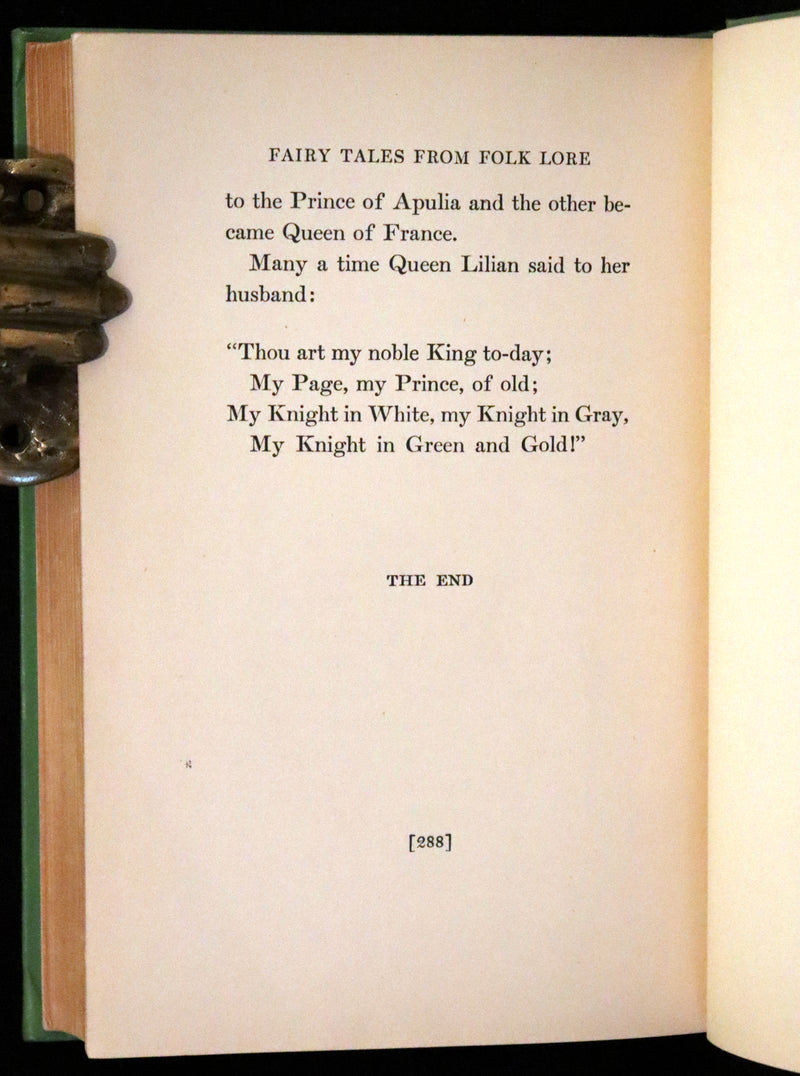 FAIRY TALES FROM FOLK LORE
to the Prince of Apulia and the other be-
came Queen of France.
Many a time Queen Lilian said to her
husband:
“Thou art my noble King to-day;
My Page, my Prince, of old;
My Knight in White, my Knight in Gray,
My Knight in Green and Gold!”
THE END
[288]